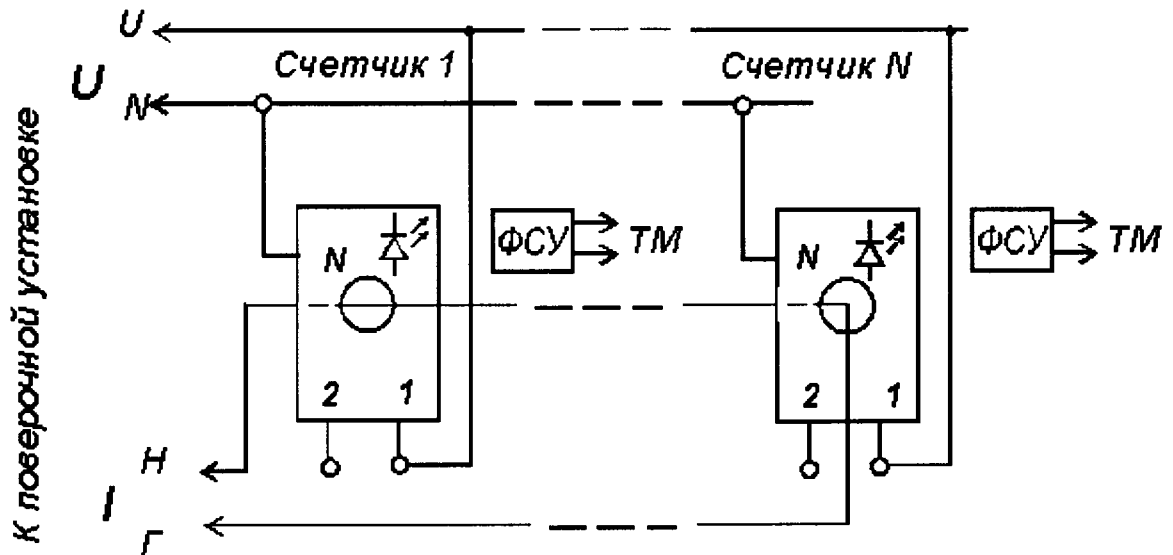 U
Счетчик 1
Счетчик N
U
N
К поверочной установке
ФСУ
ТМ
ФСУ
ТМ
N
N
2
1
2
1
Н
I
Г